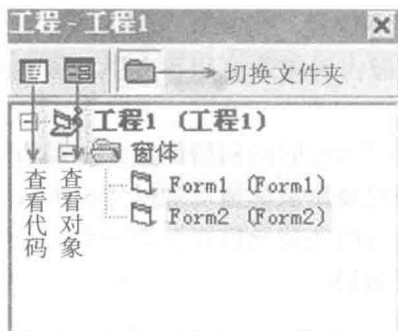 工程 - 工程1
切换文件夹
工程1 (工程1)
窗体
Form1 (Form1)
Form2 (Form2)
查看代码
查看对象